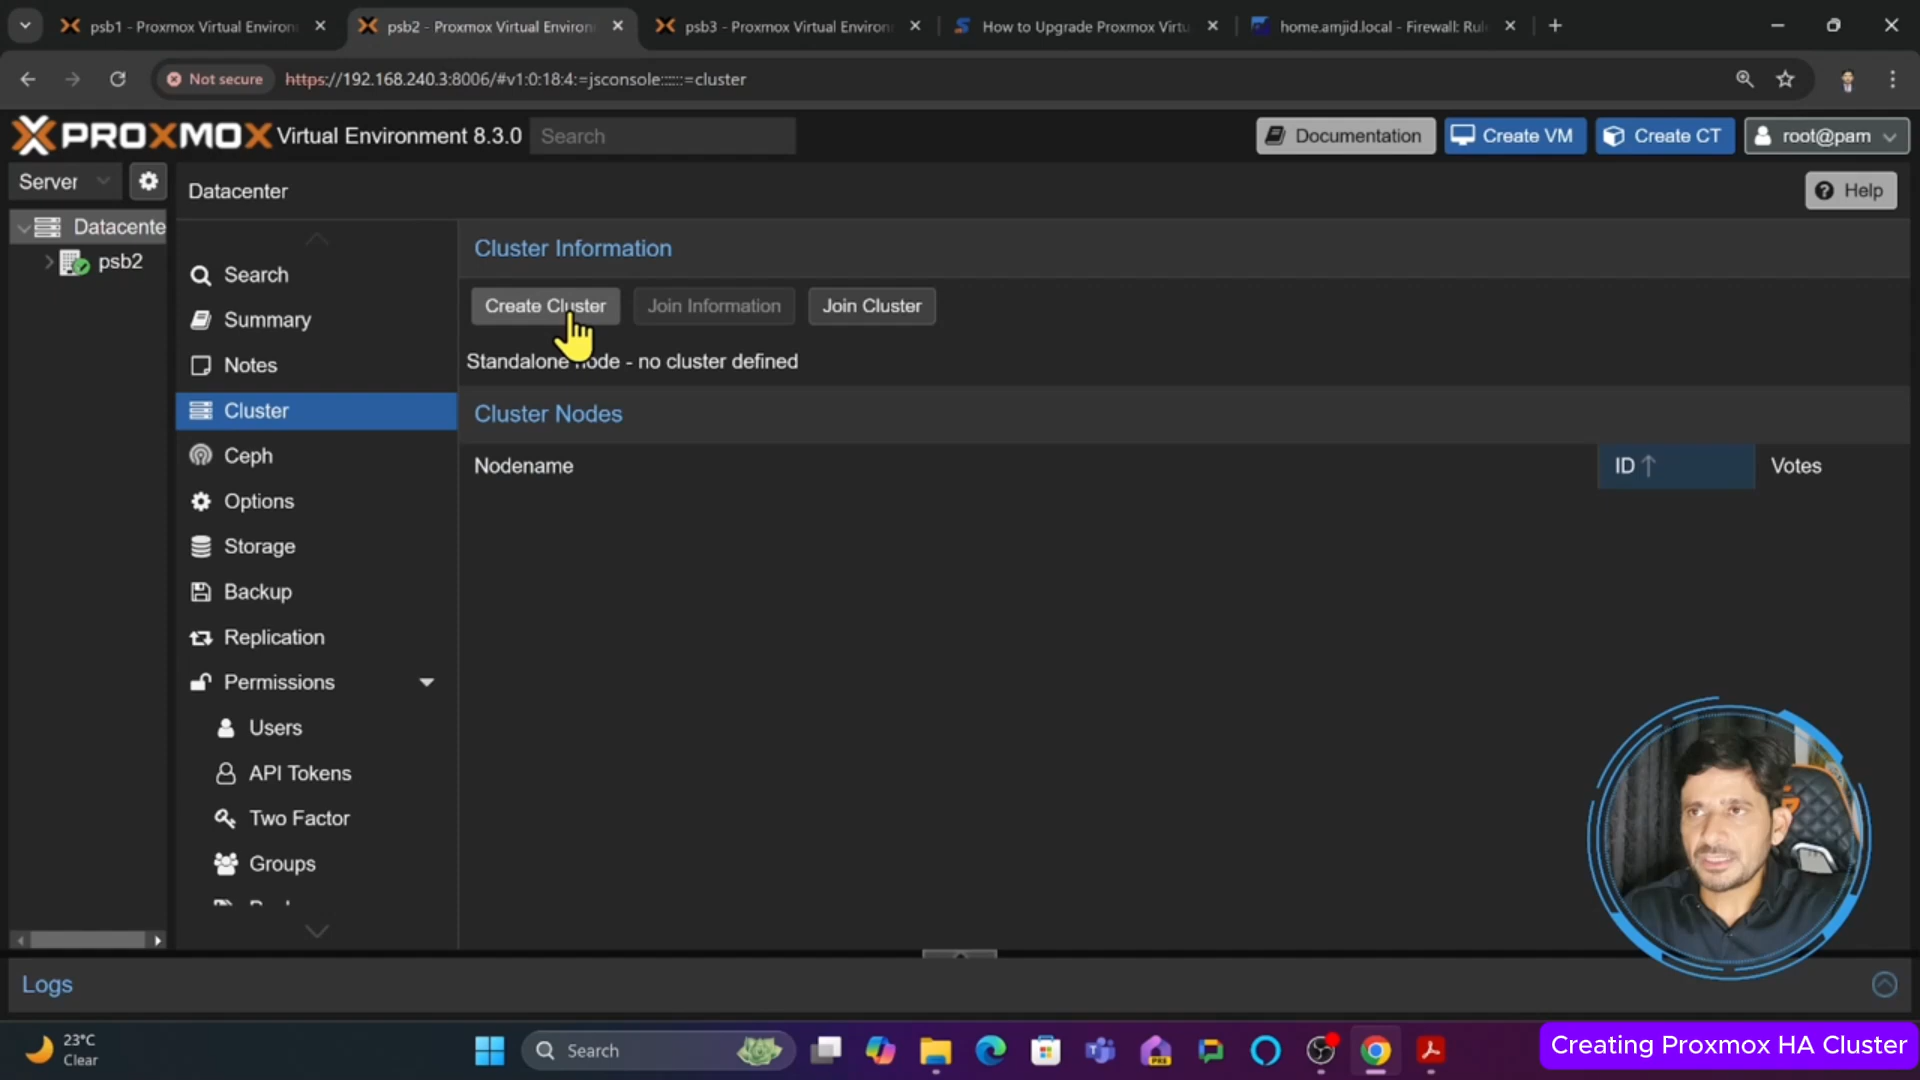 psb1 - Proxmox Virtual Environ
psb2 - Proxmox Virtual Environ
psb3 - Proxmox Virtual Environ
How to Upgrade Proxmox Virtu
home.amjid.local - Firewall: Rul
Not secure
https://192.168.240.3:8006/#v1:0:18:4:=jsconsole::::::=cluster
PROXMOX Virtual Environment 8.3.0
Search
Documentation
Create VM
Create CT
root@pam
Server
Datacenter
Help
Datacente
psb2
Search
Summary
Notes
Cluster
Ceph
Options
Storage
Backup
Replication
Permissions
Users
API Tokens
Two Factor
Groups
Cluster Information
Create Cluster
Join Information
Join Cluster
Standalone node - no cluster defined
Cluster Nodes
Nodename
ID
Votes
Logs
23°C
Clear
Search
Creating Proxmox HA Cluster